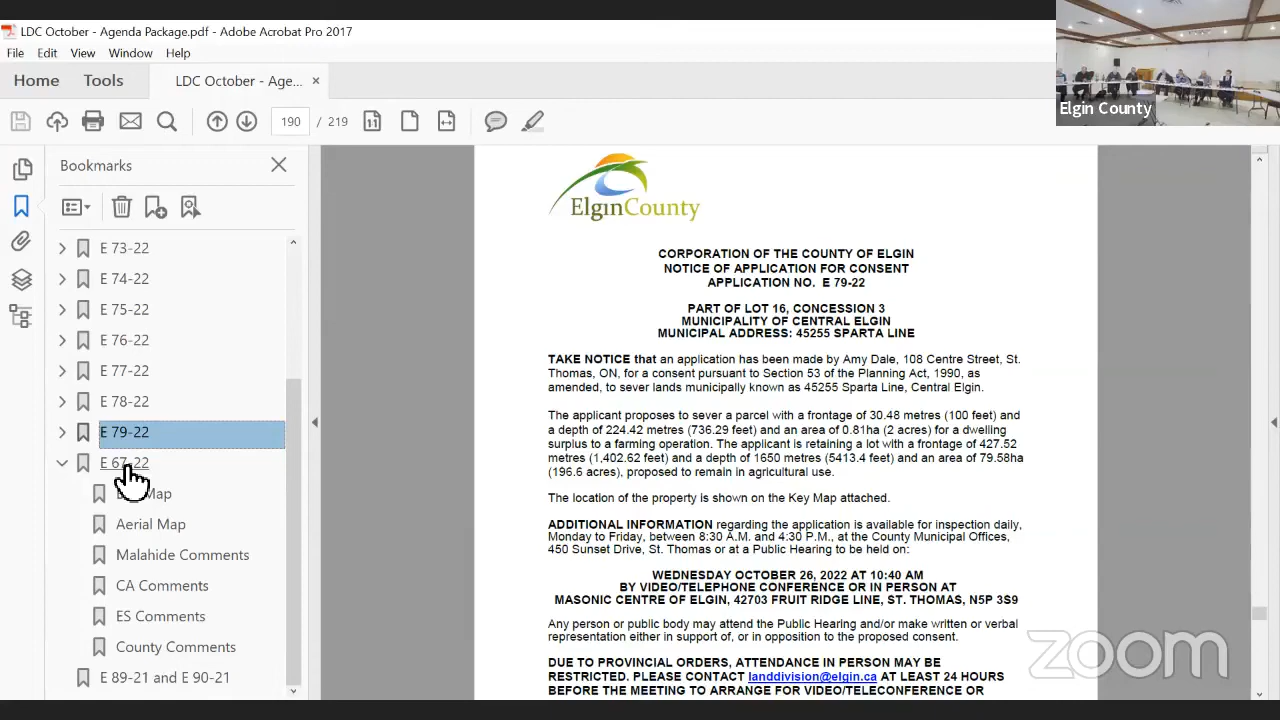 LDC October - Agenda Package.pdf - Adobe Acrobat Pro 2017
File Edit View Window Help
Home Tools LDC October - Age... ×
190 / 219
Elgin County
Bookmarks
E 73-22
E 74-22
E 75-22
E 76-22
E 77-22
E 78-22
E 79-22
E 67-22
Map
Aerial Map
Malahide Comments
CA Comments
ES Comments
County Comments
E 89-21 and E 90-21
ElginCounty
CORPORATION OF THE COUNTY OF ELGIN
NOTICE OF APPLICATION FOR CONSENT
APPLICATION NO. E 79-22
PART OF LOT 16, CONCESSION 3
MUNICIPALITY OF CENTRAL ELGIN
MUNICIPAL ADDRESS: 45255 SPARTA LINE
TAKE NOTICE that an application has been made by Amy Dale, 108 Centre Street, St.
Thomas, ON, for a consent pursuant to Section 53 of the Planning Act, 1990, as
amended, to sever lands municipally known as 45255 Sparta Line, Central Elgin.
The applicant proposes to sever a parcel with a frontage of 30.48 metres (100 feet) and
a depth of 224.42 metres (736.29 feet) and an area of 0.81ha (2 acres) for a dwelling
surplus to a farming operation. The applicant is retaining a lot with a frontage of 427.52
metres (1,402.62 feet) and a depth of 1650 metres (5413.4 feet) and an area of 79.58ha
(196.6 acres), proposed to remain in agricultural use.
The location of the property is shown on the Key Map attached.
ADDITIONAL INFORMATION regarding the application is available for inspection daily,
Monday to Friday, between 8:30 A.M. and 4:30 P.M., at the County Municipal Offices,
450 Sunset Drive, St. Thomas or at a Public Hearing to be held on:
WEDNESDAY OCTOBER 26, 2022 AT 10:40 AM
BY VIDEO/TELEPHONE CONFERENCE OR IN PERSON AT
MASONIC CENTRE OF ELGIN, 42703 FRUIT RIDGE LINE, ST. THOMAS, N5P 3S9
Any person or public body may attend the Public Hearing and/or make written or verbal
representation either in support of, or in opposition to the proposed consent.
DUE TO PROVINCIAL ORDERS, ATTENDANCE IN PERSON MAY BE
RESTRICTED. PLEASE CONTACT landdivision@elgin.ca AT LEAST 24 HOURS
BEFORE THE MEETING TO ARRANGE FOR VIDEO/TELECONFERENCE OR
zoom